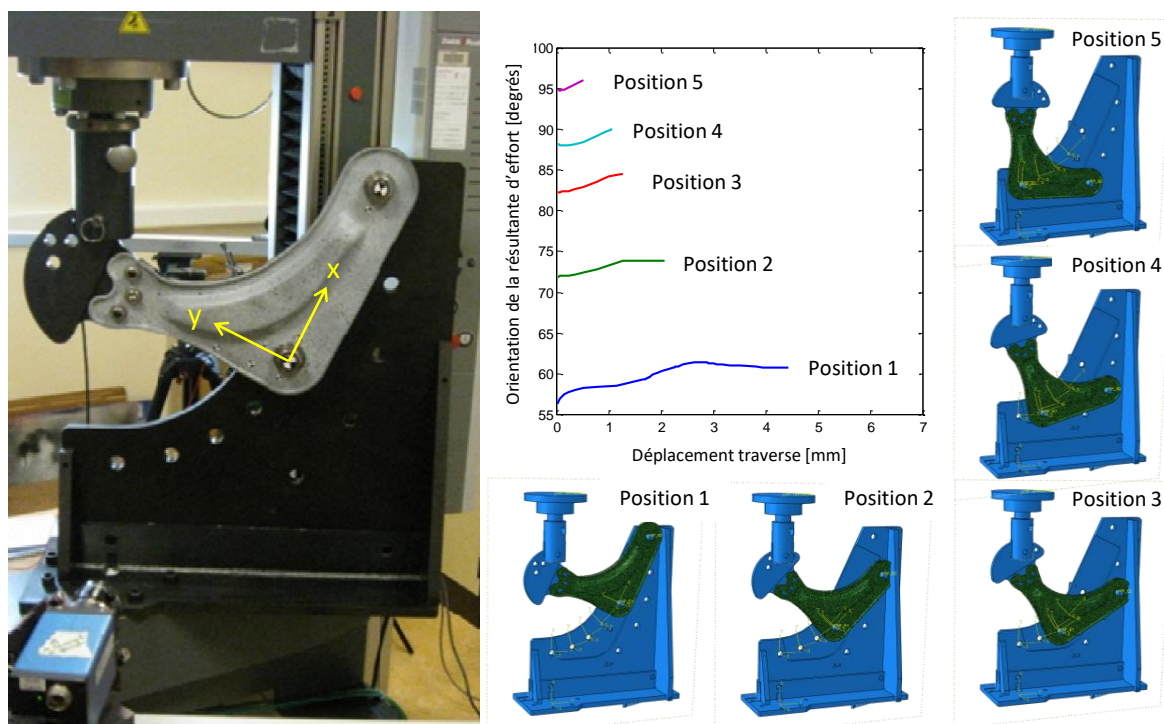 x
y
Orientation de la résultante d'effort [degrés]
100
95
90
85
80
75
70
65
60
55
0
1
2
3
4
5
6
7
Déplacement traverse [mm]
Position 5
Position 4
Position 3
Position 2
Position 1
Position 5
Position 4
Position 3
Position 1
Position 2